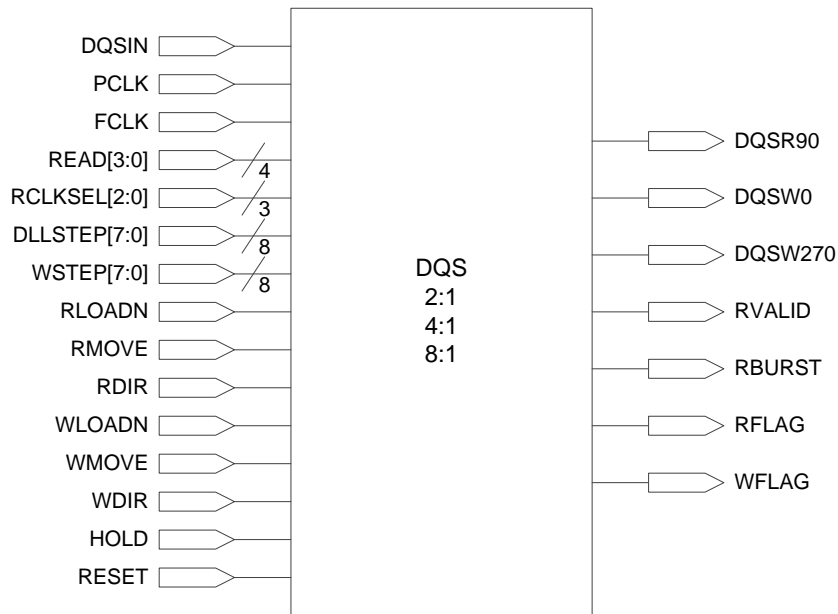 DQSIN
PCLK
FCLK
READ[3:0]
4
RCLKSEL[2:0]
3
DLLSTEP[7:0]
8
WSTEP[7:0]
8
RLOADN
RMOVE
RDIR
WLOADN
WMOVE
WDIR
HOLD
RESET
DQS
2:1
4:1
8:1
DQSR90
DQSW0
DQSW270
RVALID
RBURST
RFLAG
WFLAG